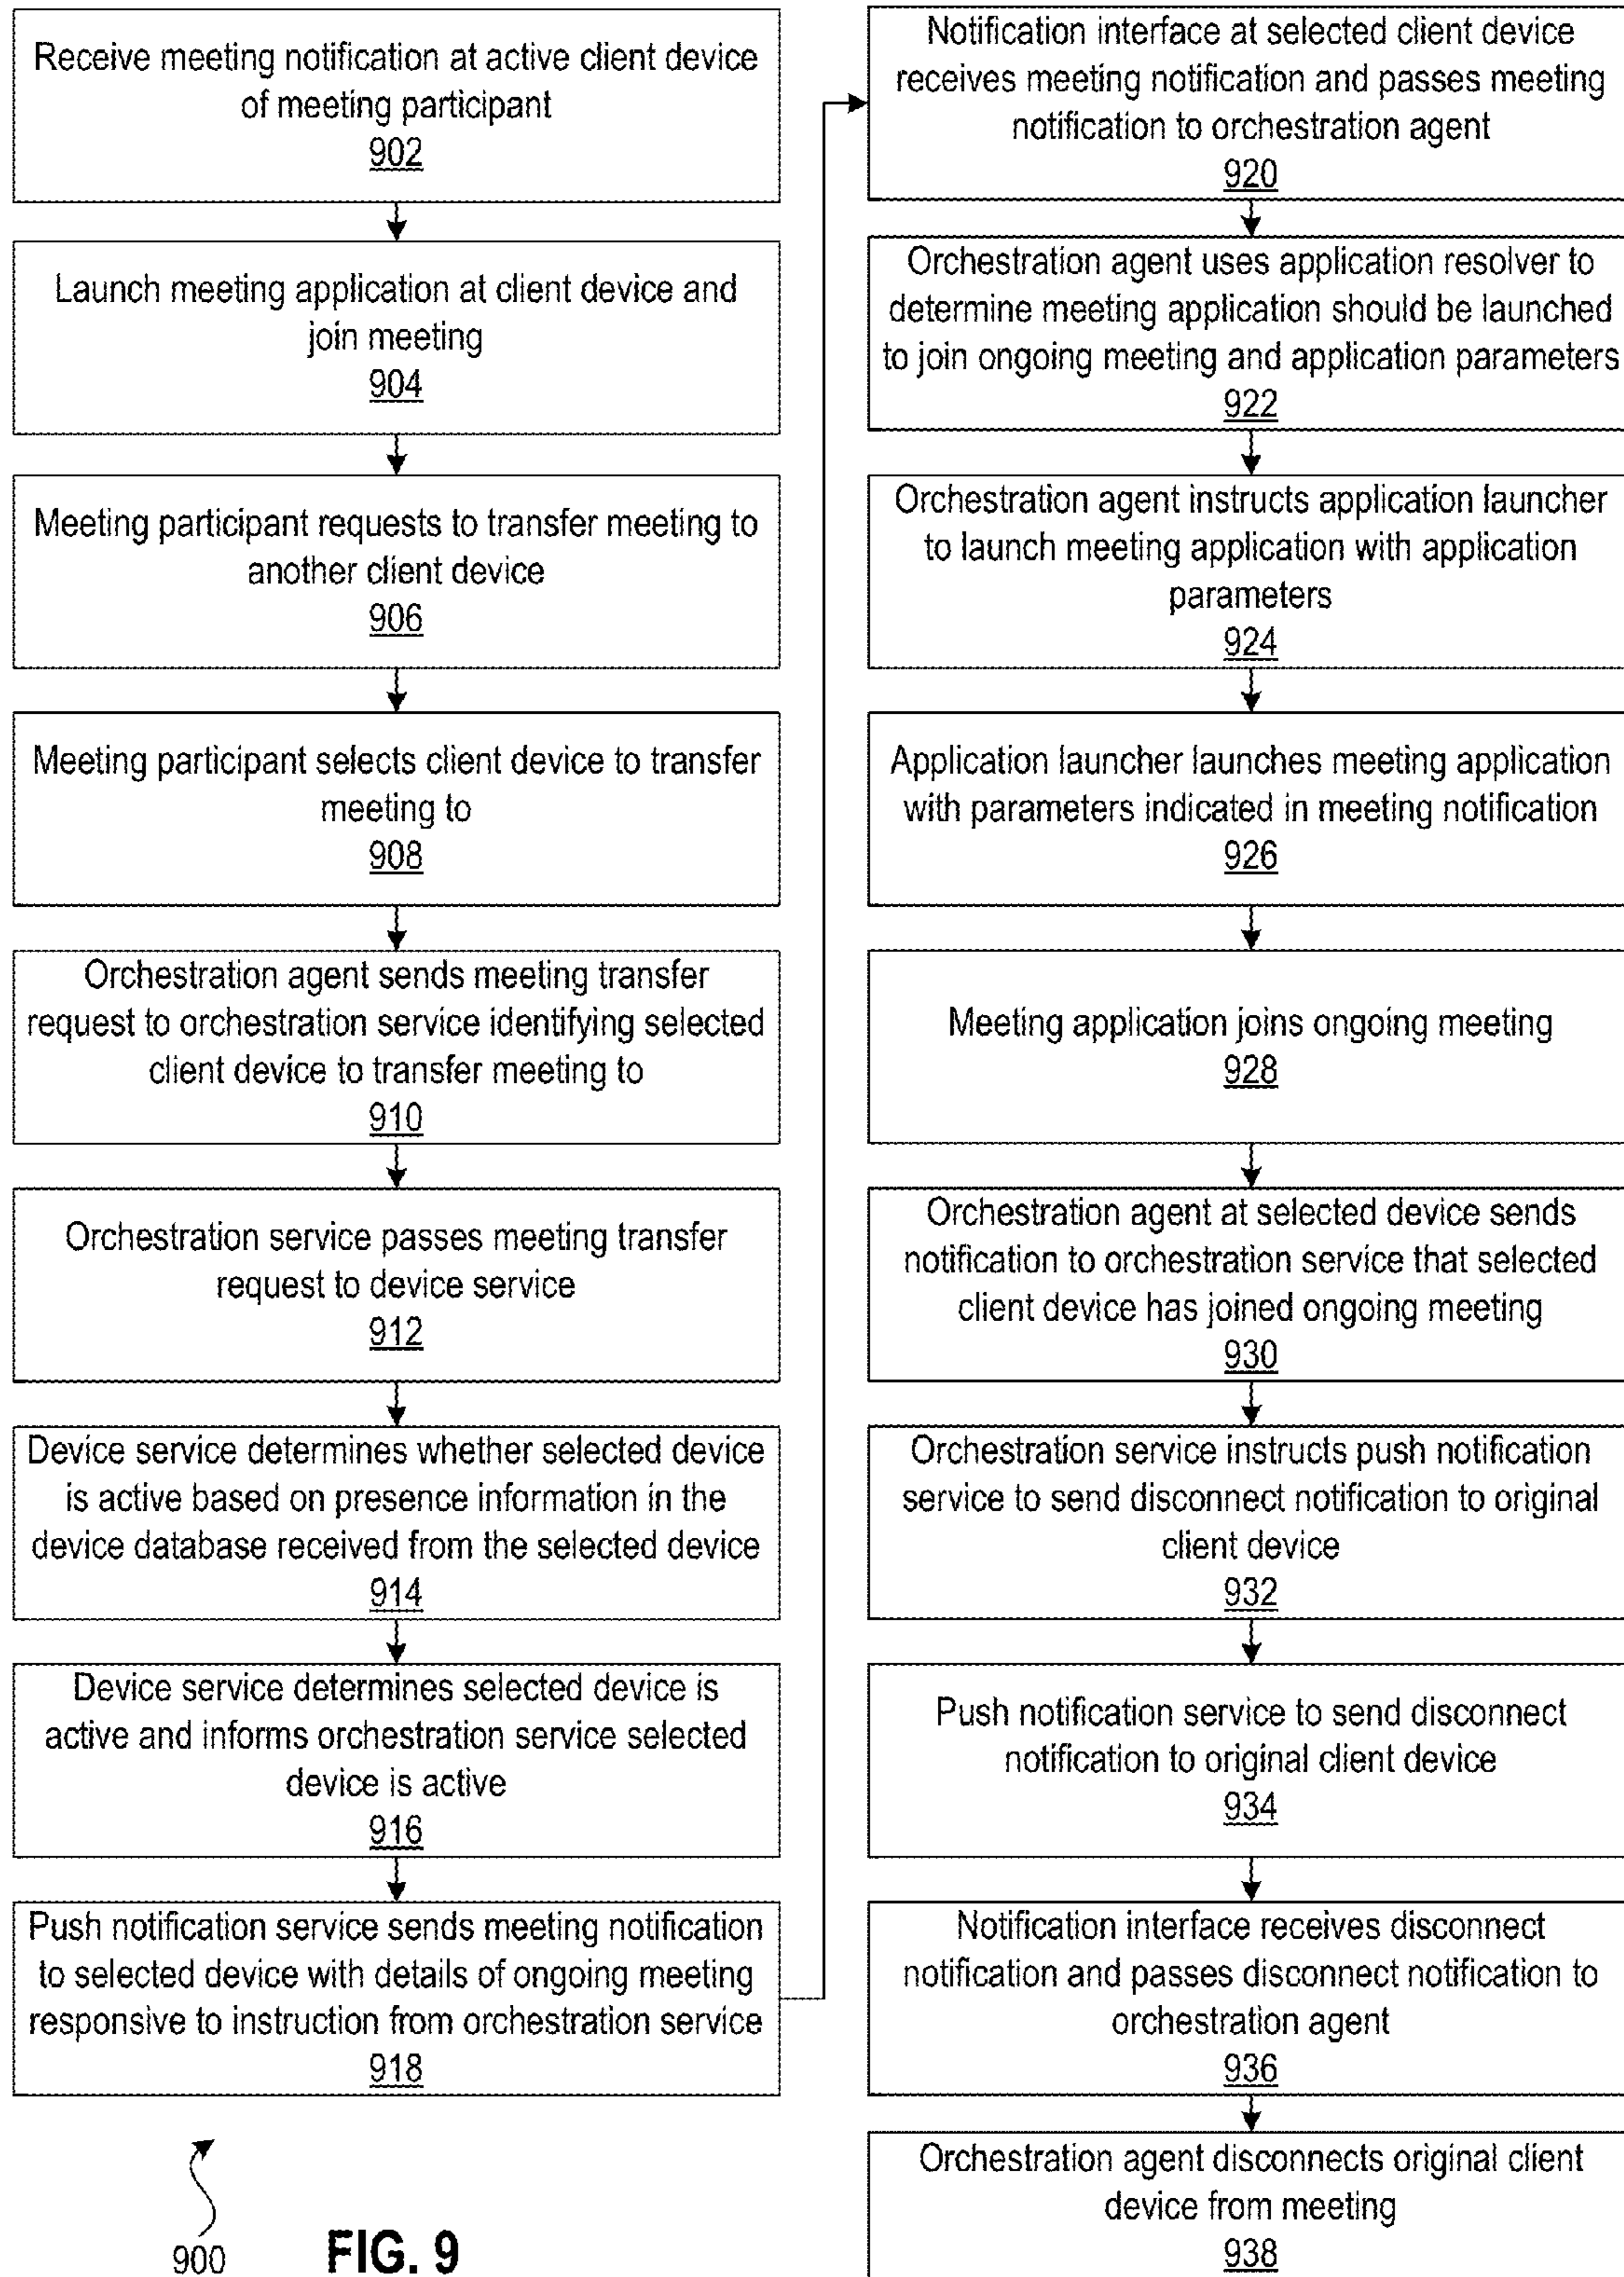 Receive meeting notification at active client device
of meeting participant
902
Launch meeting application at client device and
join meeting
904
Meeting participant requests to transfer meeting to
another client device
906
Meeting participant selects client device to transfer
meeting to
908
Orchestration agent sends meeting transfer
request to orchestration service identifying selected
client device to transfer meeting to
910
Orchestration service passes meeting transfer
request to device service
912
Device service determines whether selected device
is active based on presence information in the
device database received from the selected device
914
Device service determines selected device is
active and informs orchestration service selected
device is active
916
Push notification service sends meeting notification
to selected device with details of ongoing meeting
responsive to instruction from orchestration service
918
Notification interface at selected client device
receives meeting notification and passes meeting
notification to orchestration agent
920
Orchestration agent uses application resolver to
determine meeting application should be launched
to join ongoing meeting and application parameters
922
Orchestration agent instructs application launcher
to launch meeting application with application
parameters
924
Application launcher launches meeting application
with parameters indicated in meeting notification
926
Meeting application joins ongoing meeting
928
Orchestration agent at selected device sends
notification to orchestration service that selected
client device has joined ongoing meeting
930
Orchestration service instructs push notification
service to send disconnect notification to original
client device
932
Push notification service to send disconnect
notification to original client device
934
Notification interface receives disconnect
notification and passes disconnect notification to
orchestration agent
936
Orchestration agent disconnects original client
device from meeting
938
900
FIG. 9